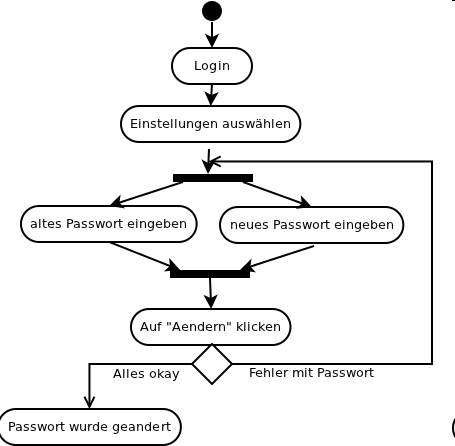 Login
Einstellungen auswählen
altes Passwort eingeben
neues Passwort eingeben
Auf "Aendern" klicken
Alles okay
Fehler mit Passwort
Passwort wurde geandert